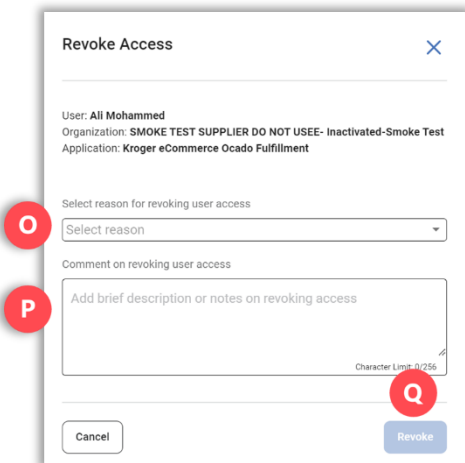 Revoke Access
User: Ali Mohammed
Organization: SMOKE TEST SUPPLIER DO NOT USEE- Inactivated-Smoke Test
Application: Kroger eCommerce Ocado Fulfillment
Select reason for revoking user access
O
Select reason
Comment on revoking user access
P
Add brief description or notes on revoking access
Character Limit: 0/256
Q
Cancel
Revoke